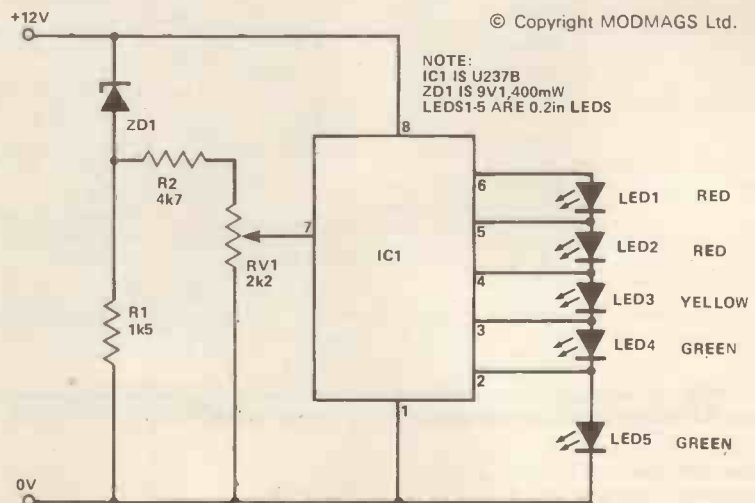 © Copyright MODMAGS Ltd.
+12V
NOTE:
IC1 IS U237B
ZD1 IS 9V1,400mW
LEDS1-5 ARE 0.2in LEDS
ZD1
8
R2
4k7
6
LED1 RED
7
5
IC1
LED2 RED
RV1
2k2
4
LED3 YELLOW
R1
1k5
3
LED4 GREEN
2
1
LED5 GREEN
0V